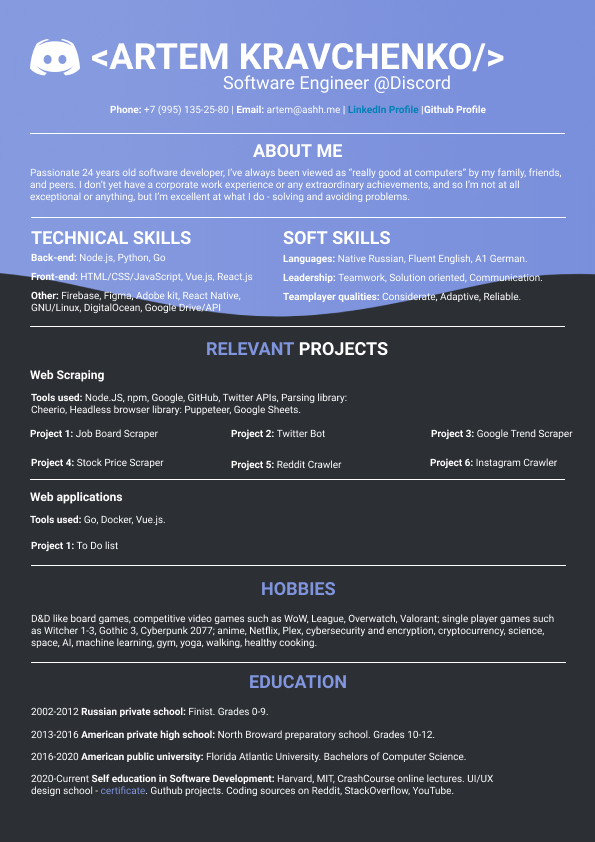 <ARTEM KRAVCHENKO/>
Software Engineer @Discord
Phone: +7 (995) 135-25-80 | Email: artem@ashh.me | LinkedIn Profile |Github Profile
ABOUT ME
Passionate 24 years old software developer, I've always been viewed as “really good at computers” by my family, friends,
and peers. I don't yet have a corporate work experience or any extraordinary achievements, and so I'm not at all
exceptional or anything, but I'm excellent at what I do - solving and avoiding problems.
TECHNICAL SKILLS
Back-end: Node.js, Python, Go
Front-end: HTML/CSS/JavaScript, Vue.js, React.js
Other: Firebase, Figma, Adobe kit, React Native,
GNU/Linux, DigitalOcean, Google Drive/API
SOFT SKILLS
Languages: Native Russian, Fluent English, A1 German.
Leadership: Teamwork, Solution oriented, Communication.
Teamplayer qualities: Considerate, Adaptive, Reliable.
RELEVANT PROJECTS
Web Scraping
Tools used: Node.JS, npm, Google, GitHub, Twitter APIs, Parsing library:
Cheerio, Headless browser library: Puppeteer, Google Sheets.
Project 1: Job Board Scraper
Project 2: Twitter Bot
Project 3: Google Trend Scraper
Project 4: Stock Price Scraper
Project 5: Reddit Crawler
Project 6: Instagram Crawler
Web applications
Tools used: Go, Docker, Vue.js.
Project 1: To Do list
HOBBIES
D&D like board games, competitive video games such as WoW, League, Overwatch, Valorant; single player games such
as Witcher 1-3, Gothic 3, Cyberpunk 2077; anime, Netflix, Plex, cybersecurity and encryption, cryptocurrency, science,
space, AI, machine learning, gym, yoga, walking, healthy cooking.
EDUCATION
2002-2012 Russian private school: Finist. Grades 0-9.
2013-2016 American private high school: North Broward preparatory school. Grades 10-12.
2016-2020 American public university: Florida Atlantic University. Bachelors of Computer Science.
2020-Current Self education in Software Development: Harvard, MIT, CrashCourse online lectures. UI/UX
design school - certificate. Guthub projects. Coding sources on Reddit, StackOverflow, YouTube.